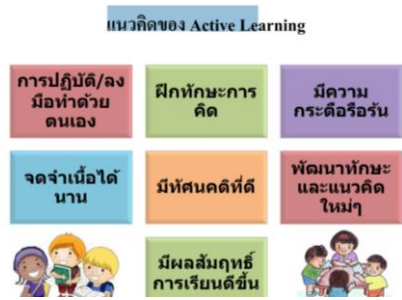 แนวคิดของ Active Learning
การปฏิบัติ/ลง
มือทำด้วย
ตนเอง
ฝึกทักษะการ
คิด
มีความ
กระตือรือร้น
จดจำเนื้อได้
นาน
มีทัศนคติที่ดี
พัฒนาทักษะ
และแนวคิด
ใหม่ๆ
มีผลสัมฤทธิ์
การเรียนดีขึ้น